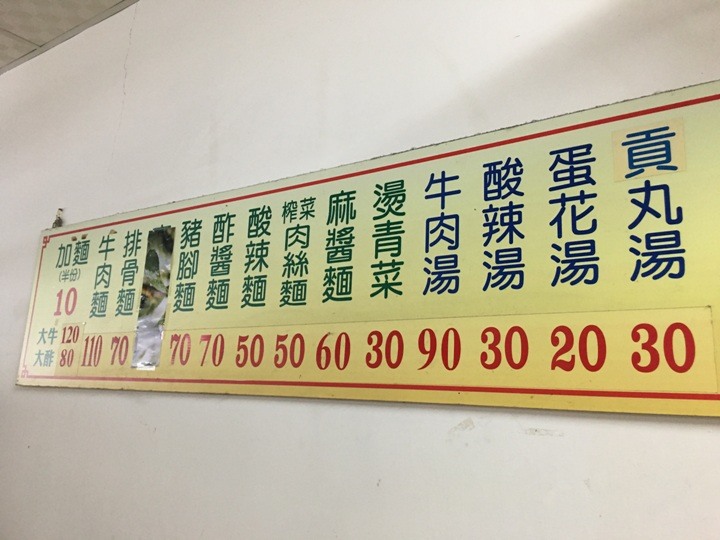 貢丸湯 30
蛋花湯 20
酸辣湯 30
牛肉湯 90
燙青菜 30
麻醬麵 60
榨菜肉絲麵 50
酸辣麵 50
酢醬麵 70
豬腳麵 70
排骨麵 70
牛肉麵 110
加麵(半份) 10
大牛 120
大酢 80